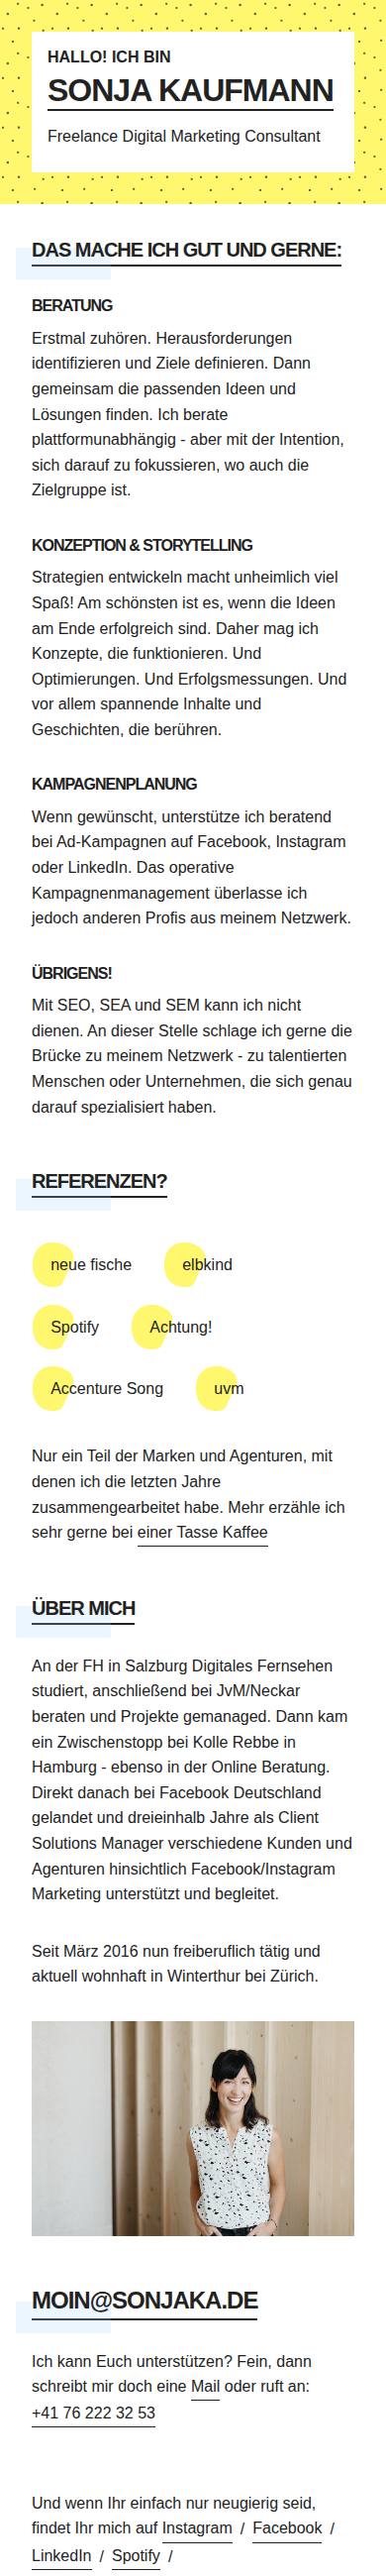 HALLO! ICH BIN
SONJA KAUFMANN
Freelance Digital Marketing Consultant
DAS MACHE ICH GUT UND GERNE:
BERATUNG
Erstmal zuhören. Herausforderungen
identifizieren und Ziele definieren. Dann
gemeinsam die passenden Ideen und
Lösungen finden. Ich berate
plattformunabhängig - aber mit der Intention,
sich darauf zu fokussieren, wo auch die
Zielgruppe ist.
KONZEPTION & STORYTELLING
Strategien entwickeln macht unheimlich viel
Spaß! Am schönsten ist es, wenn die Ideen
am Ende erfolgreich sind. Daher mag ich
Konzepte, die funktionieren. Und
Optimierungen. Und Erfolgsmessungen. Und
vor allem spannende Inhalte und
Geschichten, die berühren.
KAMPAGNENPLANUNG
Wenn gewünscht, unterstütze ich beratend
bei Ad-Kampagnen auf Facebook, Instagram
oder LinkedIn. Das operative
Kampagnenmanagement überlasse ich
jedoch anderen Profis aus meinem Netzwerk.
ÜBRIGENS!
Mit SEO, SEA und SEM kann ich nicht
dienen. An dieser Stelle schlage ich gerne die
Brücke zu meinem Netzwerk - zu talentierten
Menschen oder Unternehmen, die sich genau
darauf spezialisiert haben.
REFERENZEN?
neue fische elbkind
Spotify Achtung!
Accenture Song uvm
Nur ein Teil der Marken und Agenturen, mit
denen ich die letzten Jahre
zusammengearbeitet habe. Mehr erzähle ich
sehr gerne bei einer Tasse Kaffee
ÜBER MICH
An der FH in Salzburg Digitales Fernsehen
studiert, anschließend bei JvM/Neckar
beraten und Projekte gemanaged. Dann kam
ein Zwischenstopp bei Kolle Rebbe in
Hamburg - ebenso in der Online Beratung.
Direkt danach bei Facebook Deutschland
gelandet und dreieinhalb Jahre als Client
Solutions Manager verschiedene Kunden und
Agenturen hinsichtlich Facebook/Instagram
Marketing unterstützt und begleitet.
Seit März 2016 nun freiberuflich tätig und
aktuell wohnhaft in Winterthur bei Zürich.
MOIN@SONJAKA.DE
Ich kann Euch unterstützen? Fein, dann
schreibt mir doch eine Mail oder ruft an:
+41 76 222 32 53
Und wenn Ihr einfach nur neugierig seid,
findet Ihr mich auf Instagram / Facebook /
LinkedIn / Spotify /